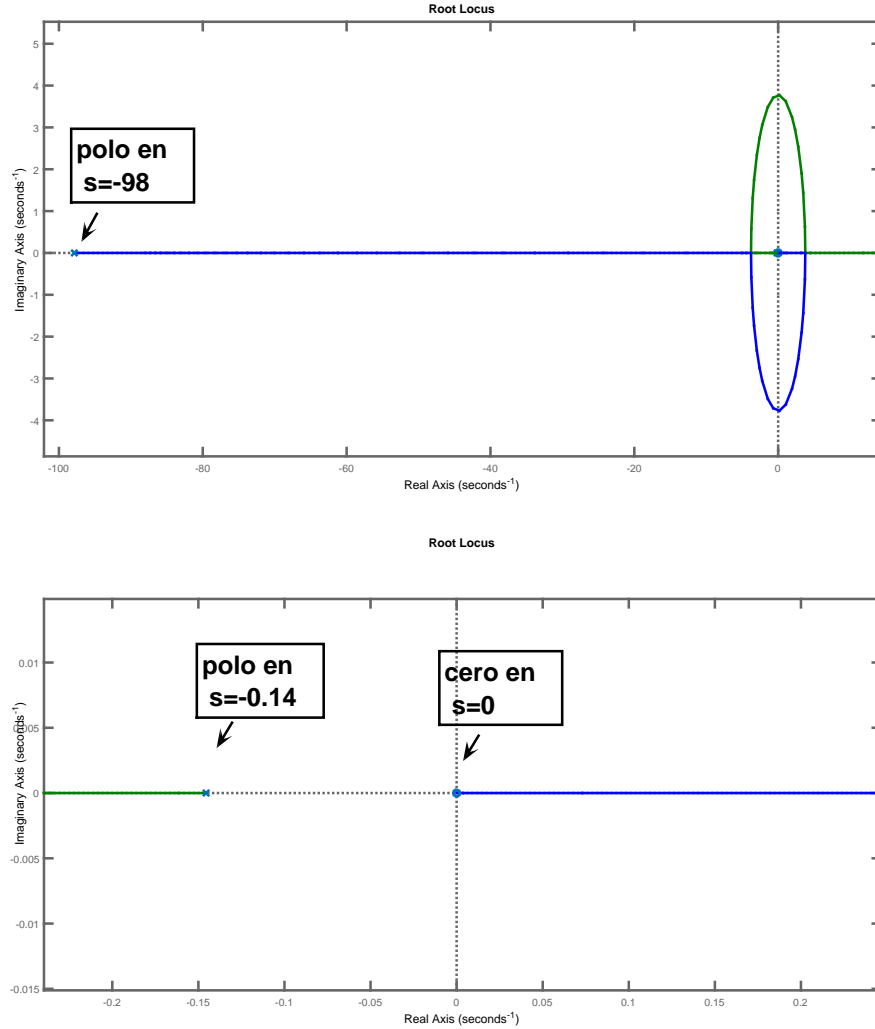 Root Locus
5
4
3
2
1
0
-1
-2
-3
-4
Imaginary Axis (seconds-1)
polo en
s=-98
-100
-80
-60
-40
-20
0
Real Axis (seconds-1)
Root Locus
0.01
0.005
0
-0.005
-0.01
-0.015
Imaginary Axis (seconds-1)
polo en
s=-0.14
cero en
s=0
-0.2
-0.15
-0.1
-0.05
0
0.05
0.1
0.15
0.2
Real Axis (seconds-1)